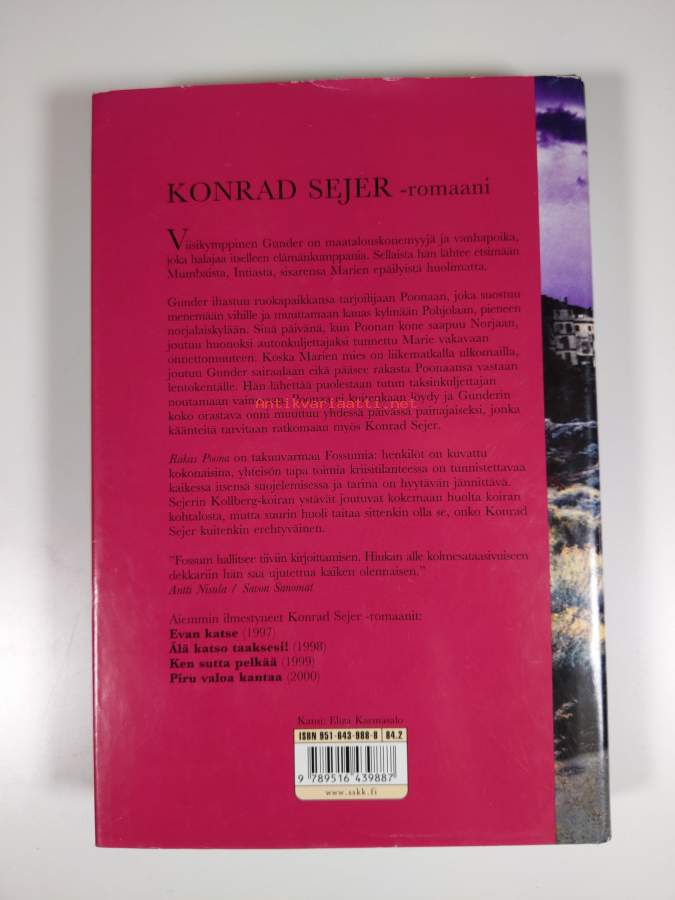 KONRAD SEJER -romaani
Viisikymppinen Gunder on maatalouskonemyyjä ja vanhapoika,
joka halajaa itselleen elämänkumppania. Sellaista hän lähtee etsimään
Mumbaista, Intiasta, sisarensa Marien epäilyistä huolimatta.
Gunder ihastuu ruokapaikkansa tarjoilijaan Poonaan, joka suostuu
menemään vihille ja muuttamaan kauas kylmään Pohjolaan, pieneen
norjalaiskylään. Sinä päivänä, kun Poonan kone saapuu Norjaan,
joutuu huonoksi autonkuljettajaksi tunnettu Marie vakavaan
onnettomuuteen. Koska Marien mies on liikematkalla ulkomailla,
joutuu Gunder sairaalaan eikä pääsee rakasta Poonaansa vastaan
lentokentälle. Hän lähettää puolestaan tutun taksinkuljettajan
noutamaan Poonaa ei kuitenkaan löydy ja Gunderin
Antikvariaatti.net
koko orastava onni muuttuu yhdessä päivässä painajaiseksi, jonka
käänteitä tarvitaan ratkomaan myös Konrad Sejer.
Rakas Poona on takuuvarmaa Fossumia: henkilöt on kuvattu
kokonaisina, yhteisön tapa toimia kriisitilanteessa on tunnistettavaa
kaikessa itsensä suojelemisessa ja tarina on hyytävän jännittävä.
Sejerin Kollberg-koiran ystävät joutuvat kokemaan huolta koiran
kohtalosta, mutta suurin huoli taitaa sittenkin olla se, onko Konrad
Sejer kuitenkin erehtyväinen.
"Fossum hallitsee tiiviin kirjoittamisen. Hiukan alle kolmesataasivuiseen
dekkariin hän saa ujutettua kaiken olennaisen."
Antti Nisula / Savon Sanomat
Aiemmin ilmestyneet Konrad Sejer -romaanit:
Evan katse (1997)
Älä katso taaksesi! (1998)
Ken sutta pelkää (1999)
Piru valoa kantaa (2000)
Kansi: Eliza Karmasalo
ISBN 951-643-988-8 84.2
9 789516 439887
www.sskk.fi